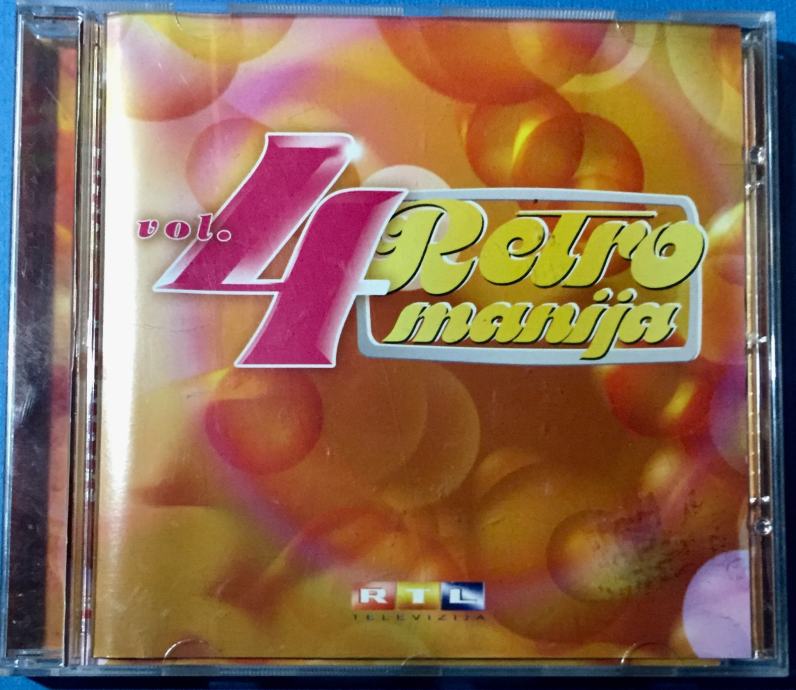 vol. 4
Retro
manija
RTL
TELEVIZIJA